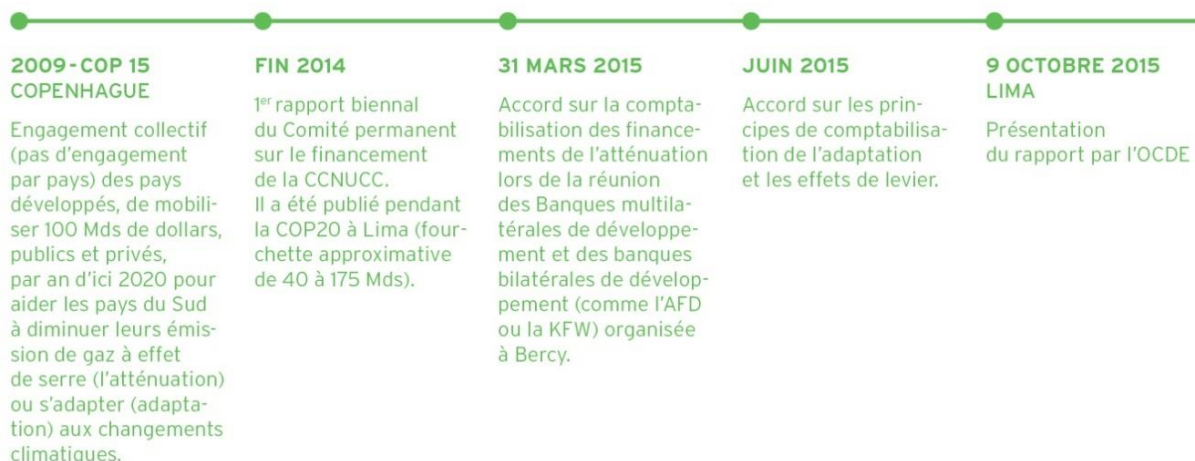 2009-COP 15
COPENHAGUE
Engagement collectif
(pas d'engagement
par pays) des pays
développés, de mobili-
ser 100 Mds de dollars,
publics et privés,
par an d'ici 2020 pour
aider les pays du Sud
à diminuer leurs émis-
sion de gaz à effet
de serre (l'atténuation)
ou s'adapter (adapta-
tion) aux changements
climatiques.
FIN 2014
1er rapport biennal
du Comité permanent
sur le financement
de la CCNUCC.
Il a été publié pendant
la COP20 à Lima (four-
chette approximative
de 40 à 175 Mds).
31 MARS 2015
Accord sur la compta-
bilisation des finance-
ments de l'atténuation
lors de la réunion
des Banques multila-
térales de développe-
ment et des banques
bilatérales de dévelop-
pement (comme l'AFD
ou la KFW) organisée
à Bercy.
JUIN 2015
Accord sur les prin-
cipes de comptabilisa-
tion de l'adaptation
et les effets de levier.
9 OCTOBRE 2015
LIMA
Présentation
du rapport par l'OCDE